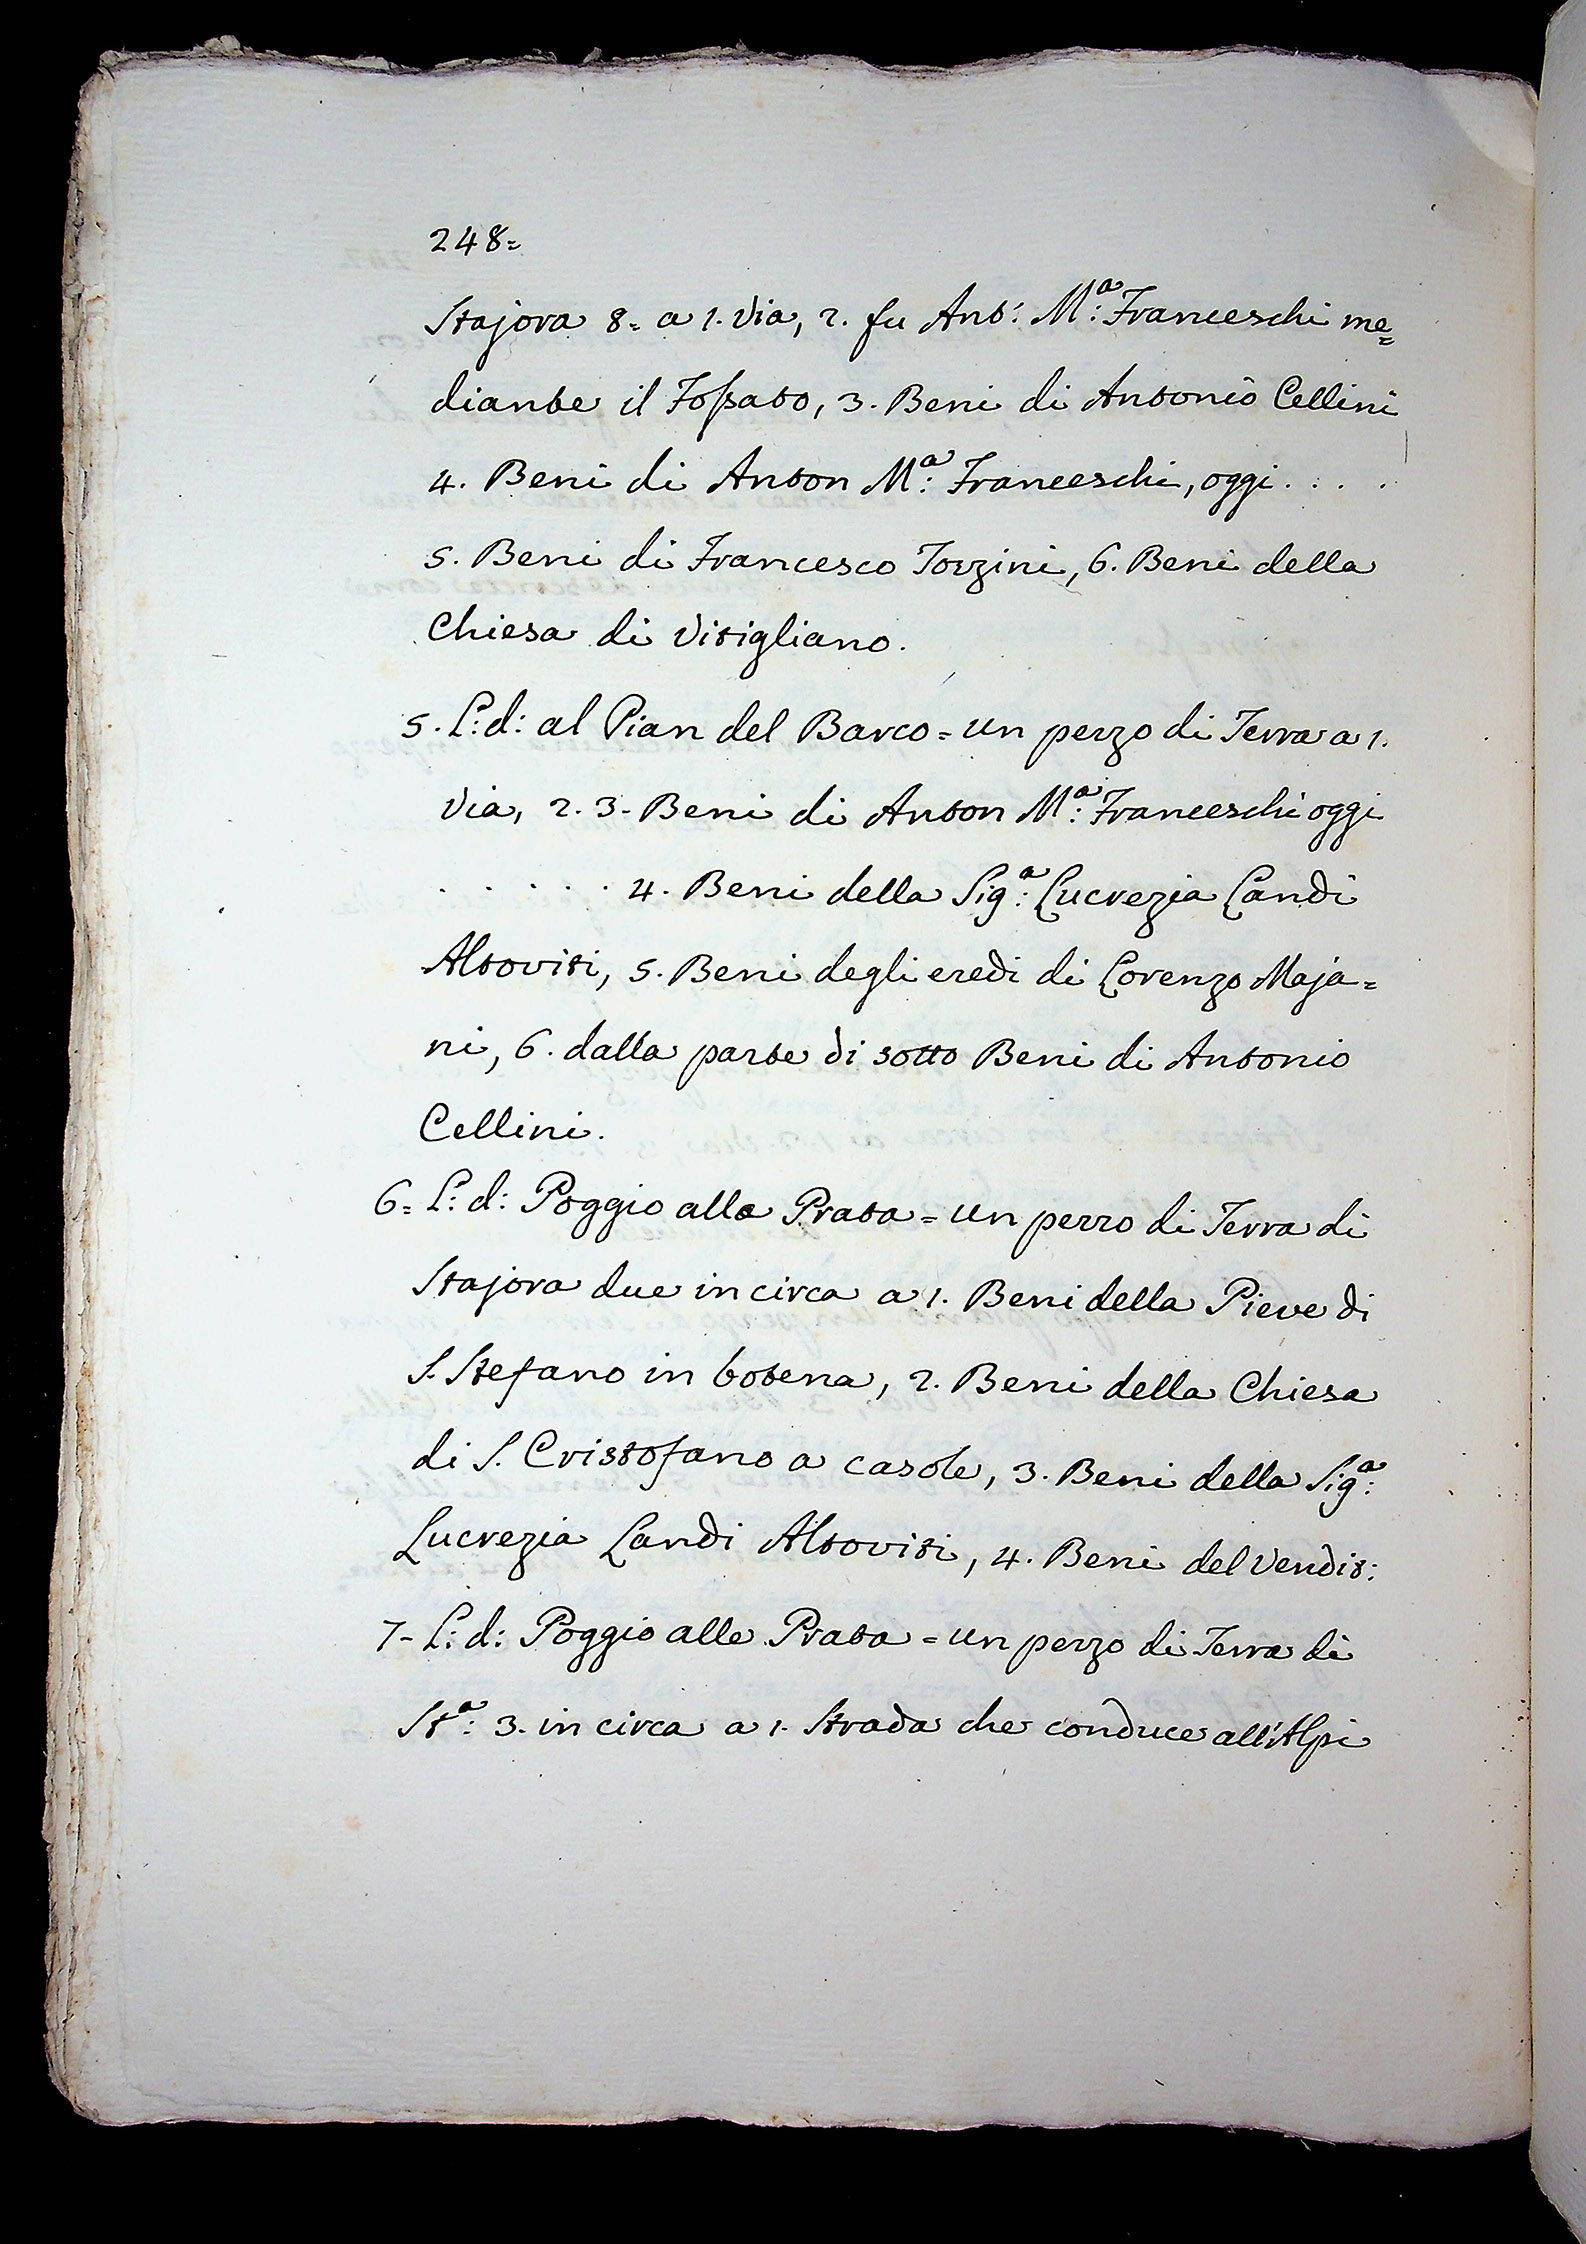 248=
Stajora 8= a 1. Via, 2. fu Ant: M.ª: Franceschi me=
diante il Fossato, 3. Beni di Antonio Cellini
4. Beni di Anton M.ª: Franceschi, oggi . . . .
5. Beni di Francesco Torzini, 6. Beni della
Chiesa di Vitigliano.
5. L: d: al Pian del Barco = un pezzo di Terra a 1.
Via, 2. 3. Beni di Anton M.ª: Franceschi oggi
. . . . . 4. Beni della Sig.ª: Lucrezia Landi
Altoviti, 5. Beni degli eredi di Lorenzo Maja=
ni, 6. dalla parte di sotto Beni di Antonio
Cellini.
6= L: d: Poggio alle Prata = un pezzo di Terra di
Stajora due in circa a 1. Beni della Pieve di
S. Stefano in botena, 2. Beni della Chiesa
di S. Cristofano a casole, 3. Beni della Sig.ª:
Lucrezia Landi Altoviti, 4. Beni del Vendit:
7- L: d: Poggio alle Prata = un pezzo di Terra di
St.ª: 3. in circa a 1. Strada che conduce all'Alpi